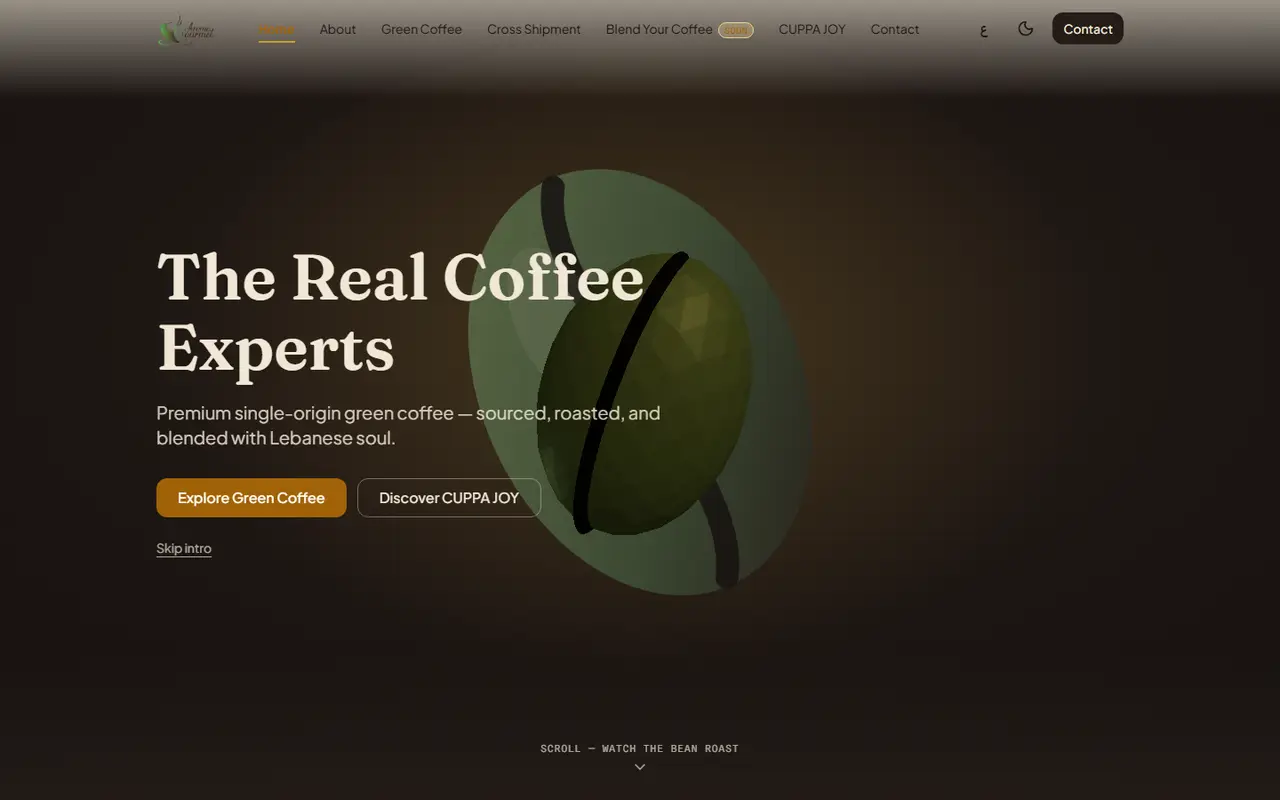 Home
About
Green Coffee
Cross Shipment
Blend Your Coffee
SOON
CUPPA JOY
Contact
ع
Contact
The Real Coffee
Experts
Premium single-origin green coffee — sourced, roasted, and
blended with Lebanese soul.
Explore Green Coffee
Discover CUPPA JOY
Skip intro
SCROLL — WATCH THE BEAN ROAST